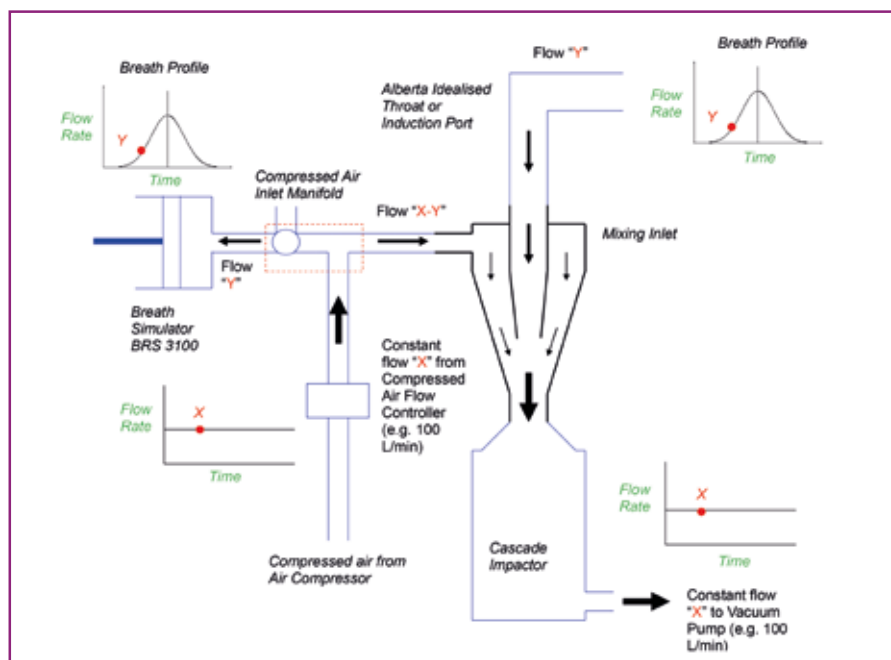 Breath Profile
Flow
Rate
Y
Time
Flow "Y"
Alberta Idealised
Throat or
Induction Port
Breath Profile
Flow
Rate
Y
Time
Compressed Air
Inlet Manifold
Flow "X-Y"
Mixing Inlet
Flow
"Y"
Breath
Simulator
BRS 3100
Constant
flow "X" from
Compressed
Air Flow
Controller
(e.g. 100
L/min)
Flow
Rate
X
Time
Compressed air from
Air Compressor
Cascade
Impactor
Flow
Rate
X
Time
Constant flow
"X" to Vacuum
Pump (e.g. 100
L/min)